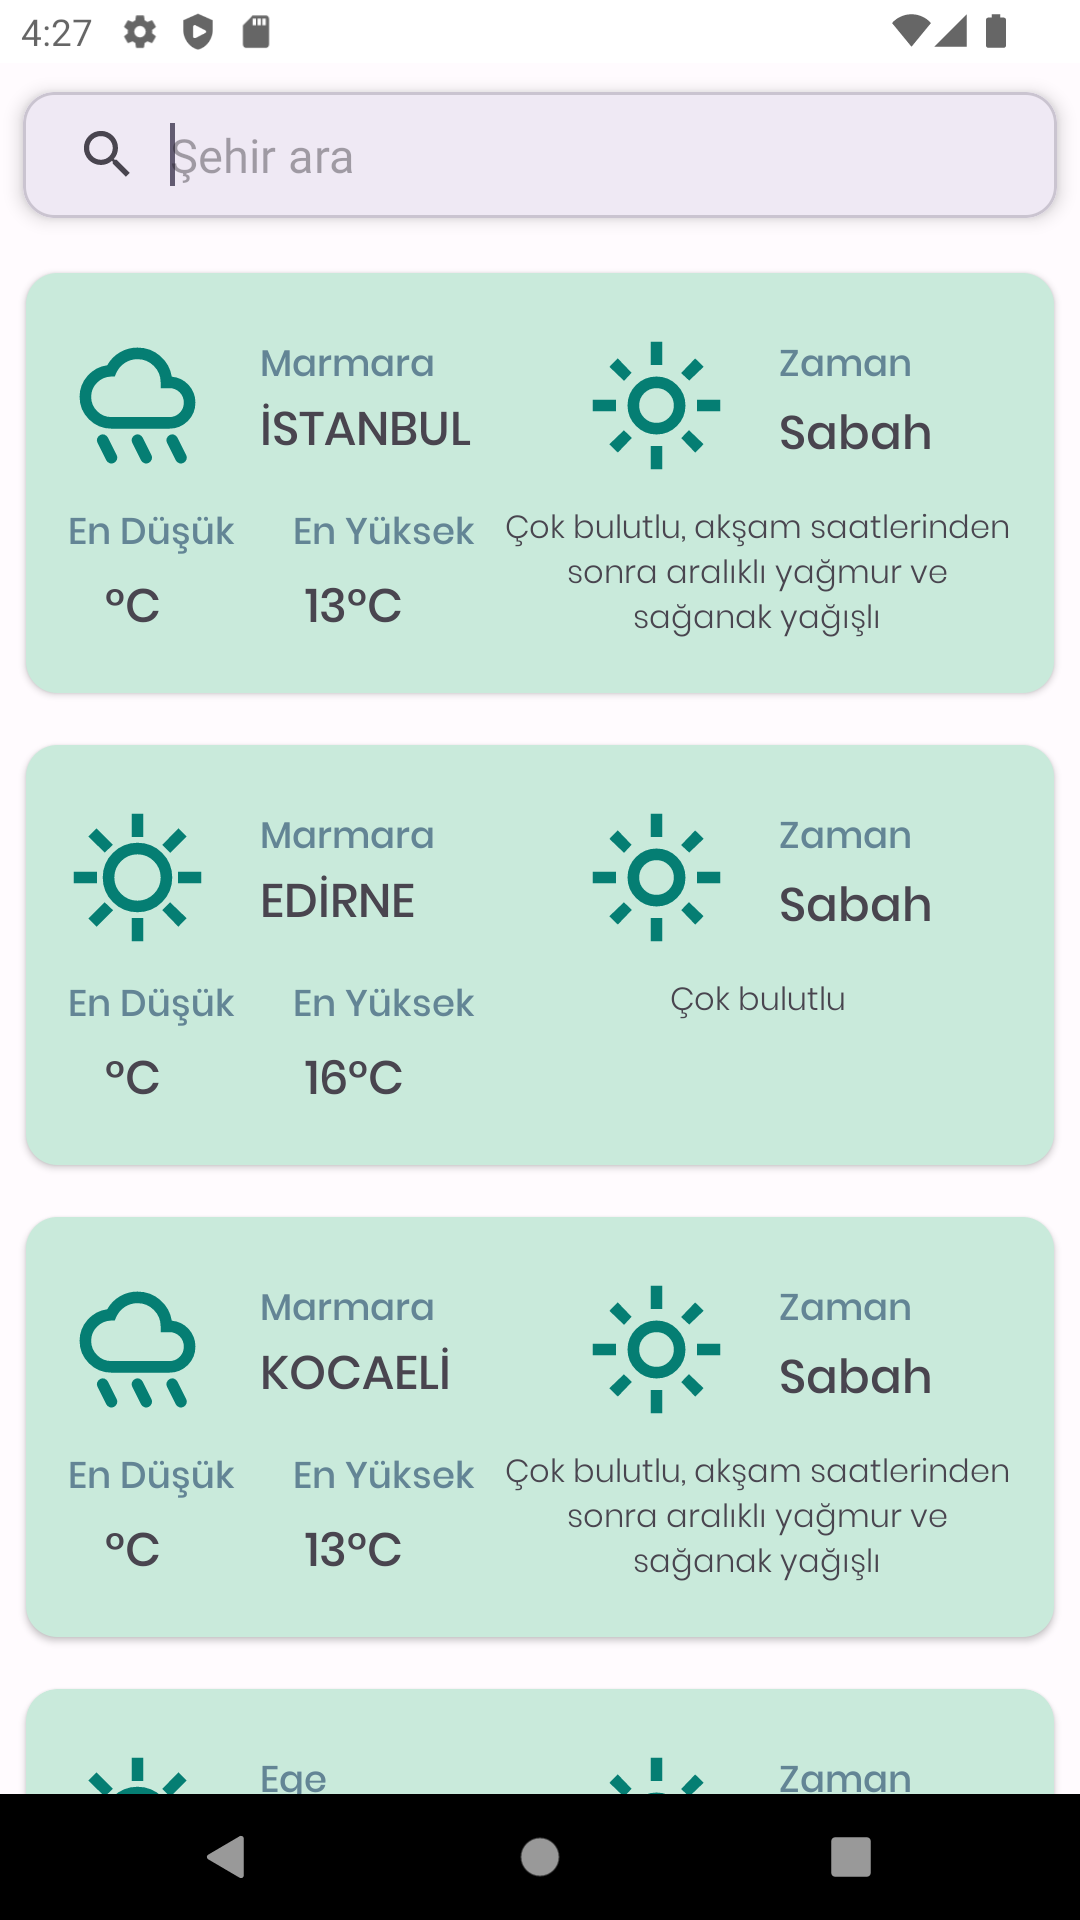 4:27
Şehir ara
Marmara
İSTANBUL
Zaman
Sabah
En Düşük
En Yüksek
°C
13°C
Çok bulutlu, akşam saatlerinden
sonra aralıklı yağmur ve
sağanak yağışlı
Marmara
EDİRNE
Zaman
Sabah
En Düşük
En Yüksek
°C
16°C
Çok bulutlu
Marmara
KOCAELİ
Zaman
Sabah
En Düşük
En Yüksek
°C
13°C
Çok bulutlu, akşam saatlerinden
sonra aralıklı yağmur ve
sağanak yağışlı
Ege
Zaman